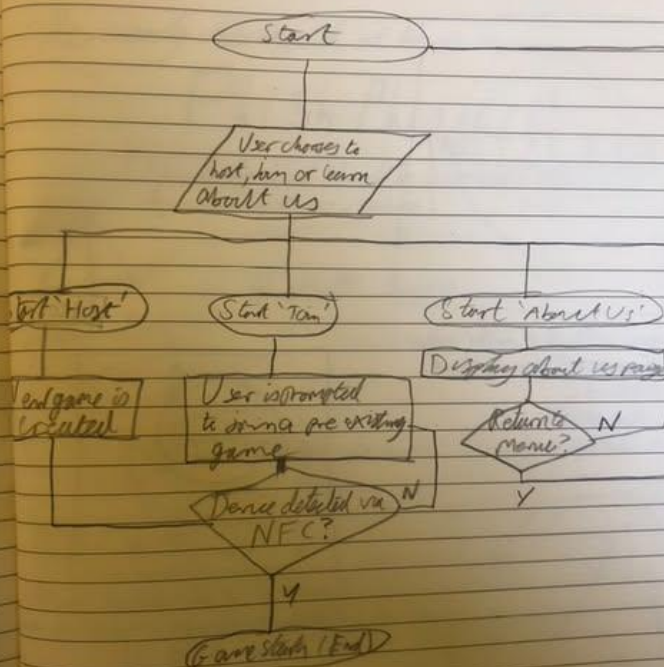 Start
User chooses to
host, join or learn
about us
Start 'Host'
Start 'Join'
Start 'About Us'
game is
created
User is prompted
to join a pre existing
game
Display about us page
Return to
menu?
N
Y
Device detected via
NFC?
N
Y
Game starts (End)